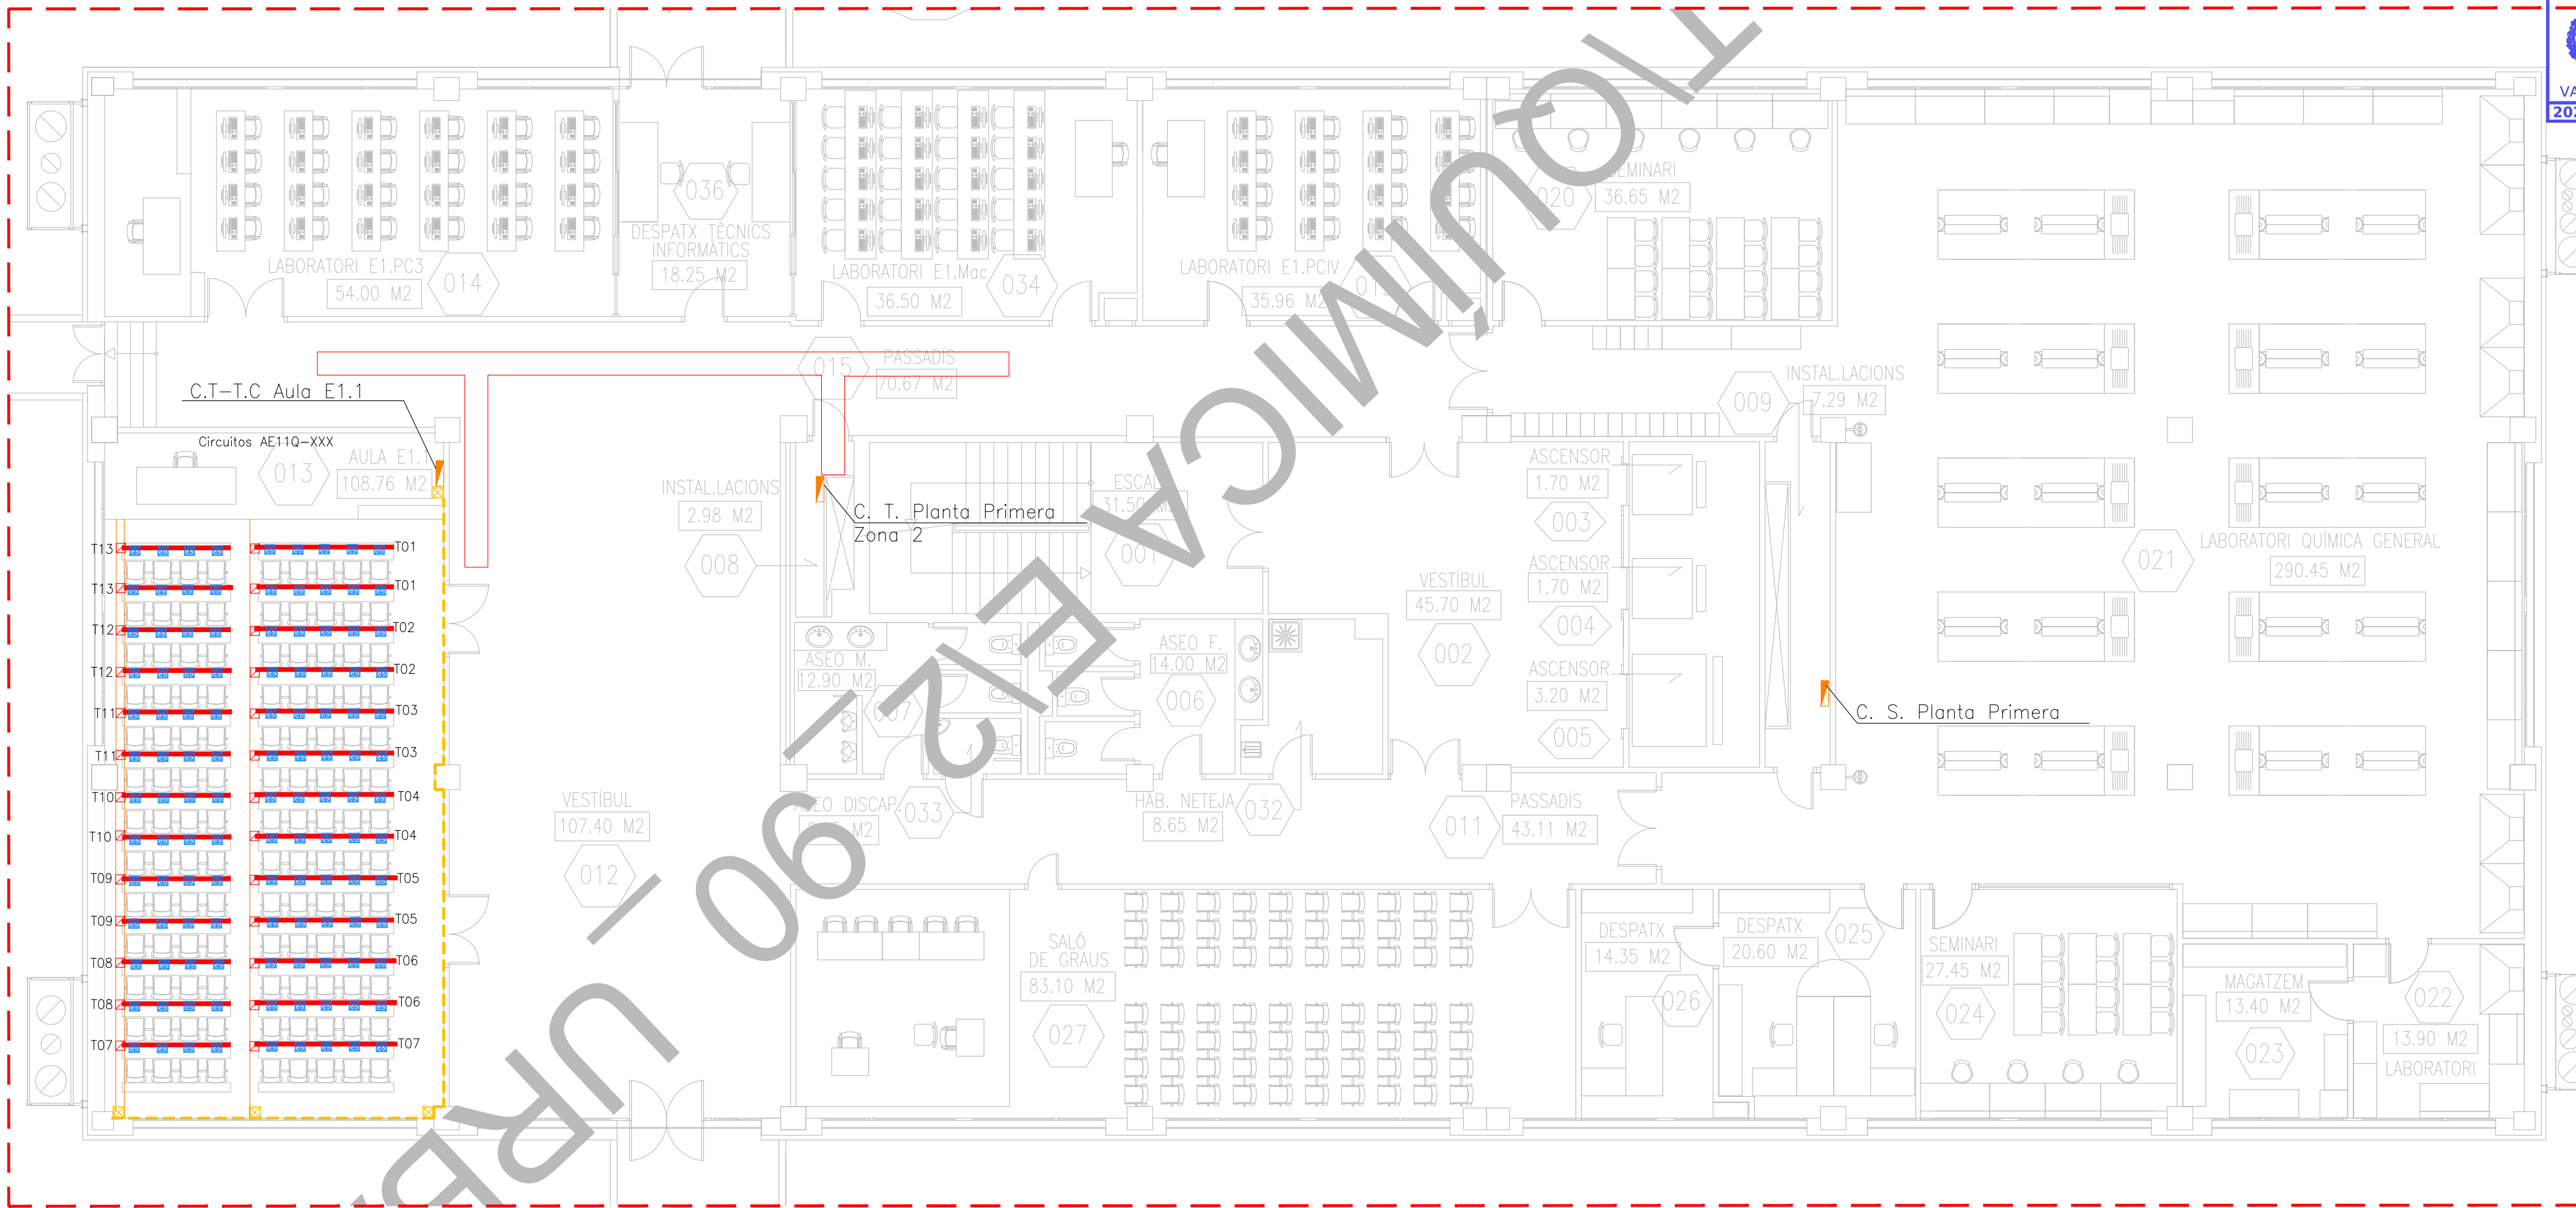 VA
202
036
DESPATX TÈCNICS
INFORMÀTICS
18.25 M2
LABORATORI E1.PC3
54.00 M2
014
LABORATORI E1.Mac
36.50 M2
034
LABORATORI E1.PCIV
35.96 M2
020
SEMINARI
36.65 M2
015
PASSADÍS
70.67 M2
009
INSTAL.LACIONS
7.29 M2
C.T-T.C Aula E1.1
Circuitos AE11Q-XXX
013
AULA E1.1
108.76 M2
INSTAL.LACIONS
2.98 M2
008
C. T. Planta Primera
Zona 2
31.50
001
ASCENSOR
1.70 M2
003
ASCENSOR
1.70 M2
004
ASCENSOR
3.20 M2
005
VESTÍBUL
45.70 M2
002
021
LABORATORI QUÍMICA GENERAL
290.45 M2
C. S. Planta Primera
ASEO M.
12.90 M2
007
ASEO F.
14.00 M2
006
T13
T01
T13
T01
T12
T02
T12
T02
T11
T03
T11
T03
T10
T04
T10
T04
T09
T05
T09
T05
T08
T06
T08
T06
T07
T07
VESTÍBUL
107.40 M2
012
ASEO DISCAP.
M2
033
HAB. NETEJA
8.65 M2
032
011
PASSADÍS
43.11 M2
SALÓ
DE GRAUS
83.10 M2
027
DESPATX
14.35 M2
026
DESPATX
20.60 M2
025
SEMINARI
27.45 M2
024
MAGATZEM
13.40 M2
023
022
13.90 M2
LABORATORI